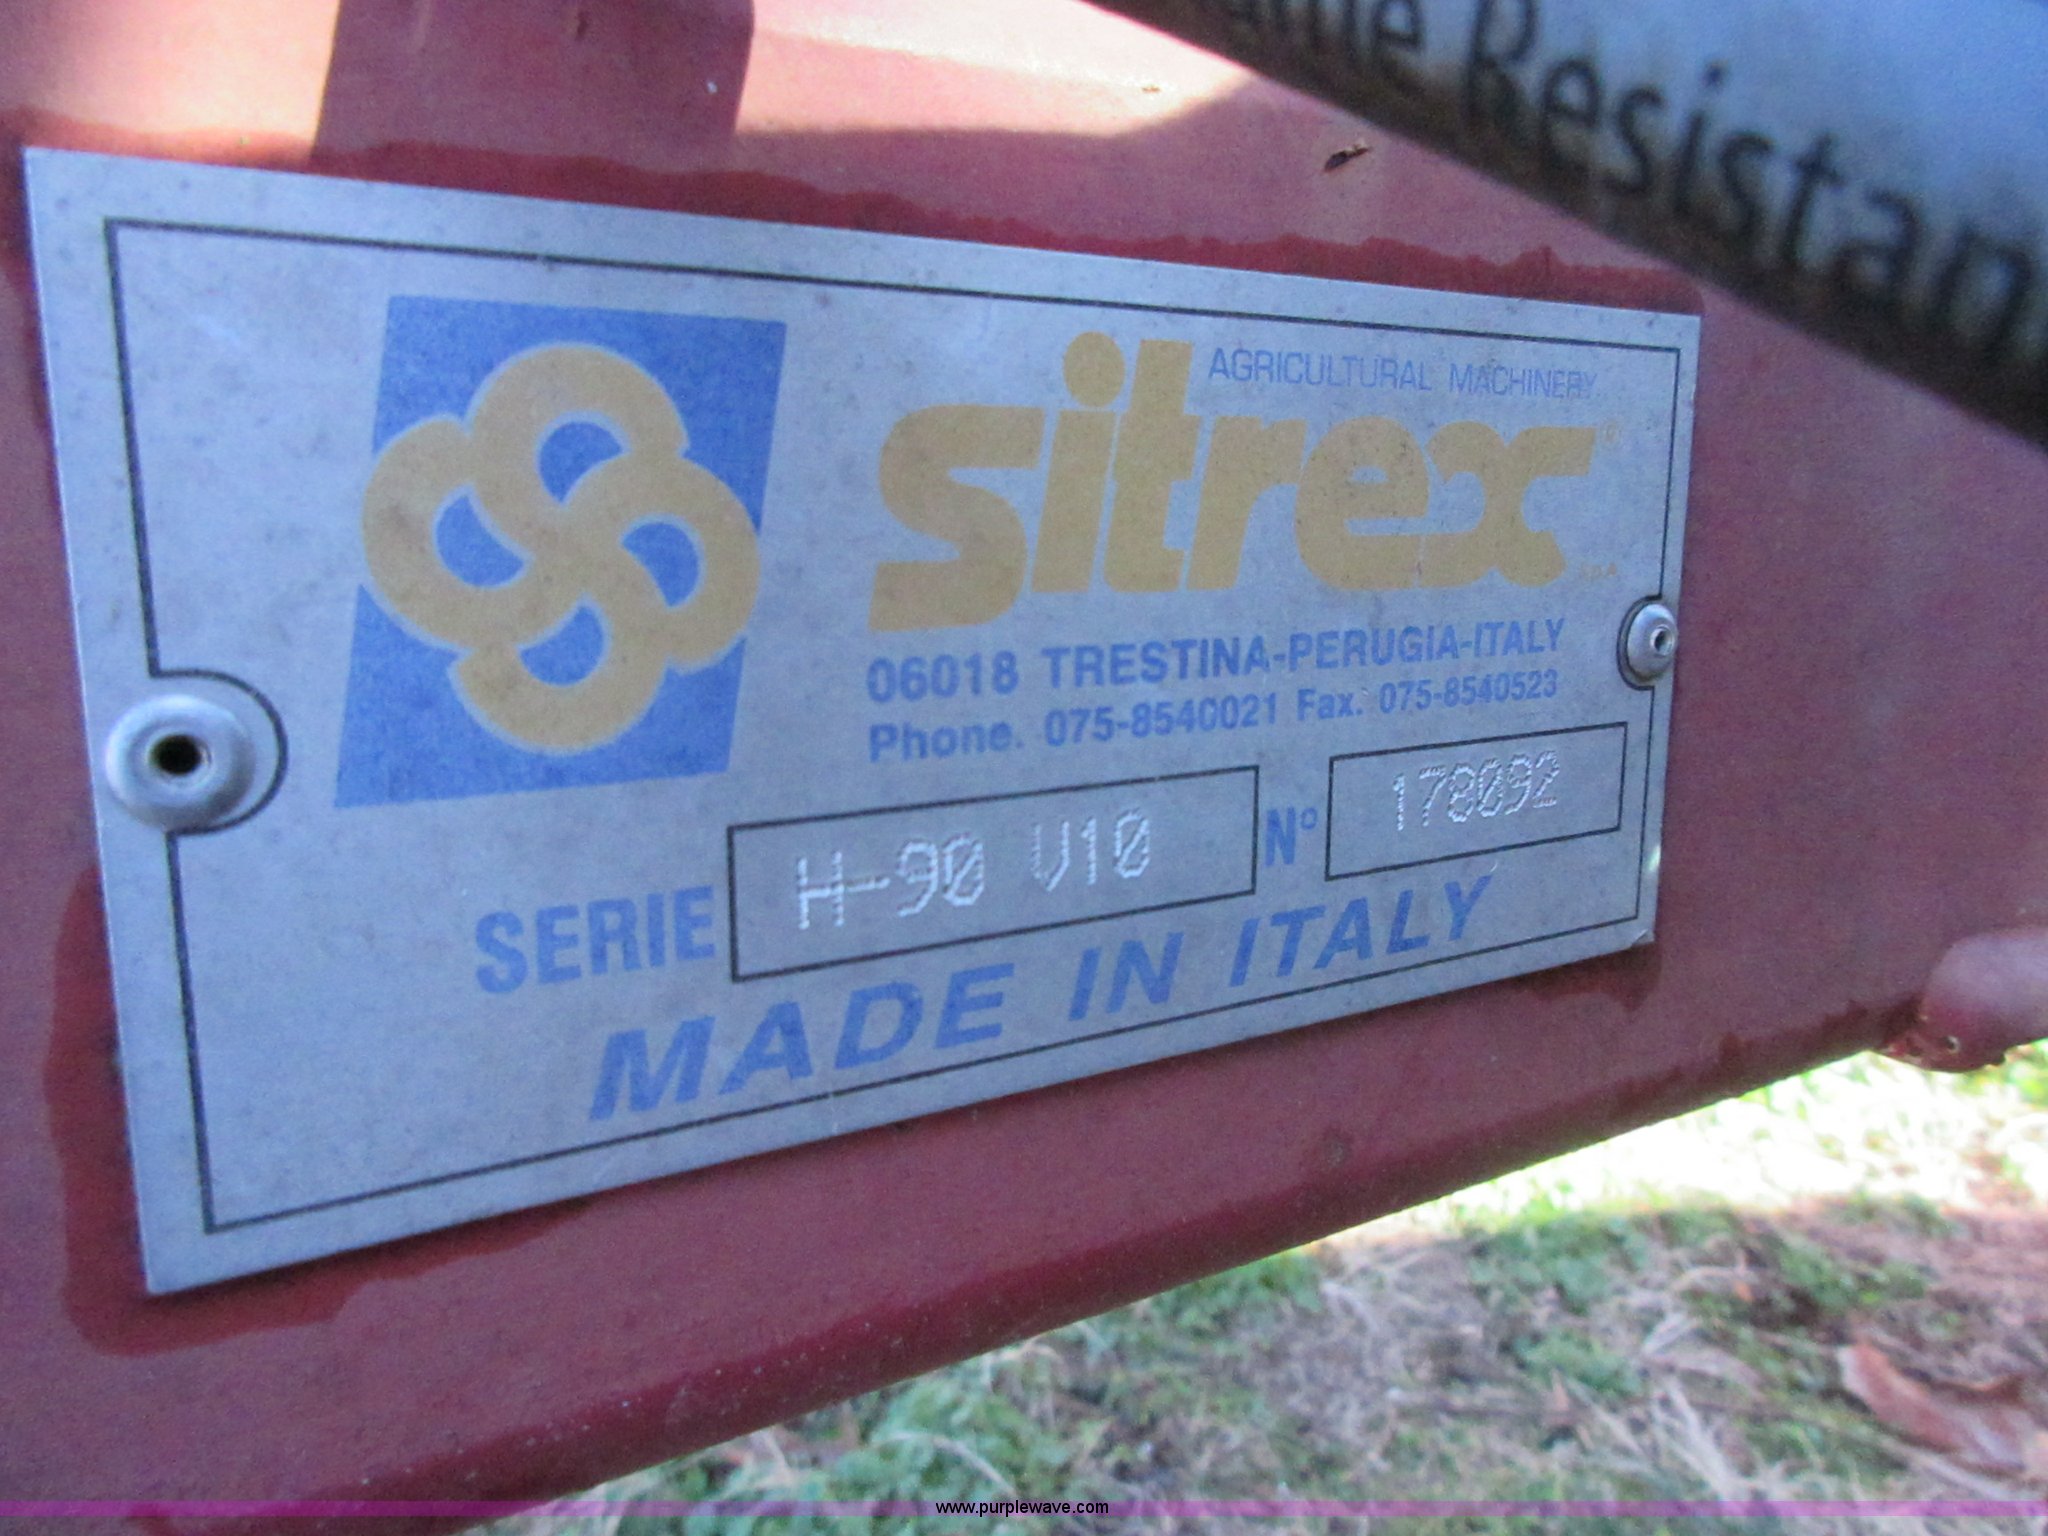 Resistan
AGRICULTURAL MACHINERY
sitrex®
S.p.A.
06018 TRESTINA-PERUGIA-ITALY
Phone. 075-8540021 Fax. 075-8540523
SERIE H-90 V10 N° 178092
MADE IN ITALY
www.purplewave.com